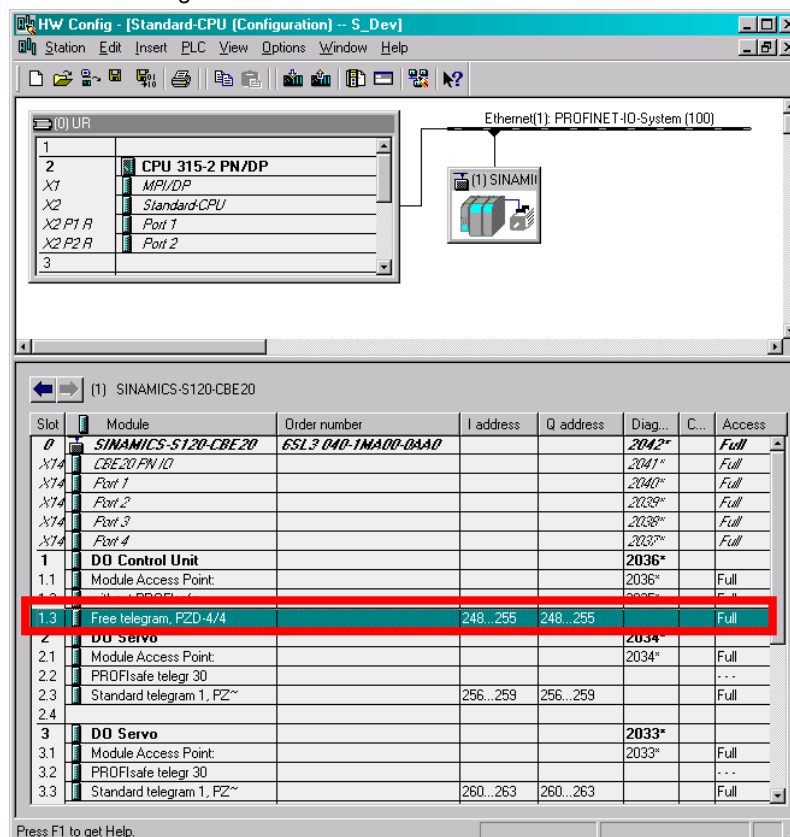 HW Config - [Standard-CPU (Configuration) -- S_Dev]
Station Edit Insert PLC View Options Window Help
(0) UR
1
2 CPU 315-2 PN/DP
X1 MPI/DP
X2 Standard-CPU
X2 P1 R Port 1
X2 P2 R Port 2
3
Ethernet(1): PROFINET-IO-System (100)
(1) SINAMI
(1) SINAMICS-S120-CBE20
Slot Module Order number I address Q address Diag... C... Access
0 SINAMICS-S120-CBE20 6SL3 040-1MA00-0AA0 2042* Full
X14 CBE20 PN IO 2041* Full
X14 Port 1 2040* Full
X14 Port 2 2039* Full
X14 Port 3 2038* Full
X14 Port 4 2037* Full
1 DO Control Unit 2036*
1.1 Module Access Point: 2036* Full
1.3 Free telegram, PZD-4/4 248...255 248...255 Full
2 DO Servo 2034*
2.1 Module Access Point: 2034* Full
2.2 PROFIsafe telegr 30 ---
2.3 Standard telegram 1, PZ~ 256...259 256...259 Full
2.4
3 DO Servo 2033*
3.1 Module Access Point: 2033* Full
3.2 PROFIsafe telegr 30 ---
3.3 Standard telegram 1, PZ~ 260...263 260...263 Full
Press F1 to get Help.